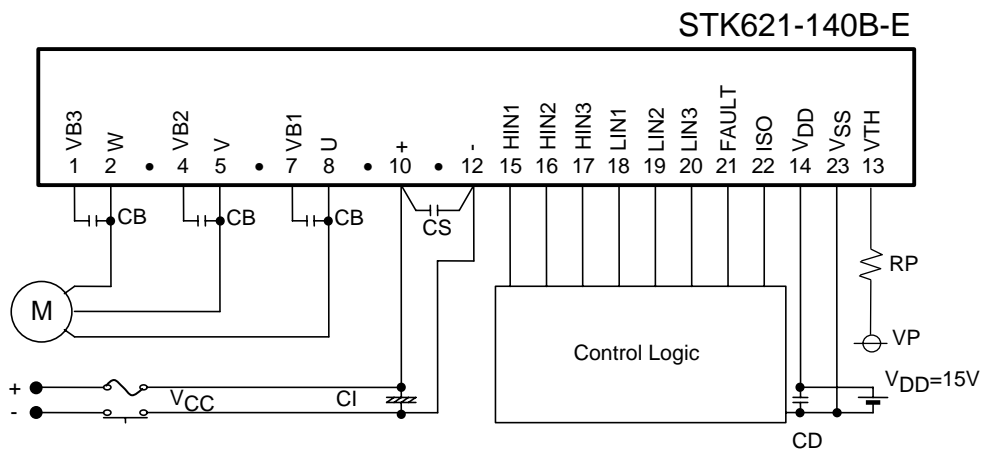 STK621-140B-E
VB3 W VB2 V VB1 U + - HIN1 HIN2 HIN3 LIN1 LIN2 LIN3 FAULT ISO VDD VSS VTH
1 2 • 4 5 • 7 8 • 10 • 12 15 16 17 18 19 20 21 22 14 23 13
CB CB CB CS
RP
M
Control Logic
VP
VDD=15V
+ VCC CI
-
CD